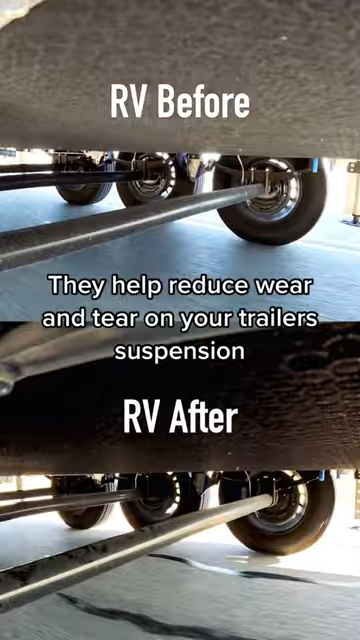 RV Before
They help reduce wear
and tear on your trailers
suspension
RV After